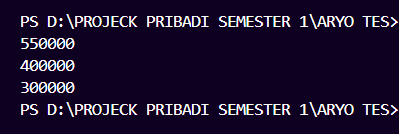 PS D:\PROJECK PRIBADI SEMESTER 1\ARYO TES>
550000
400000
300000
PS D:\PROJECK PRIBADI SEMESTER 1\ARYO TES>